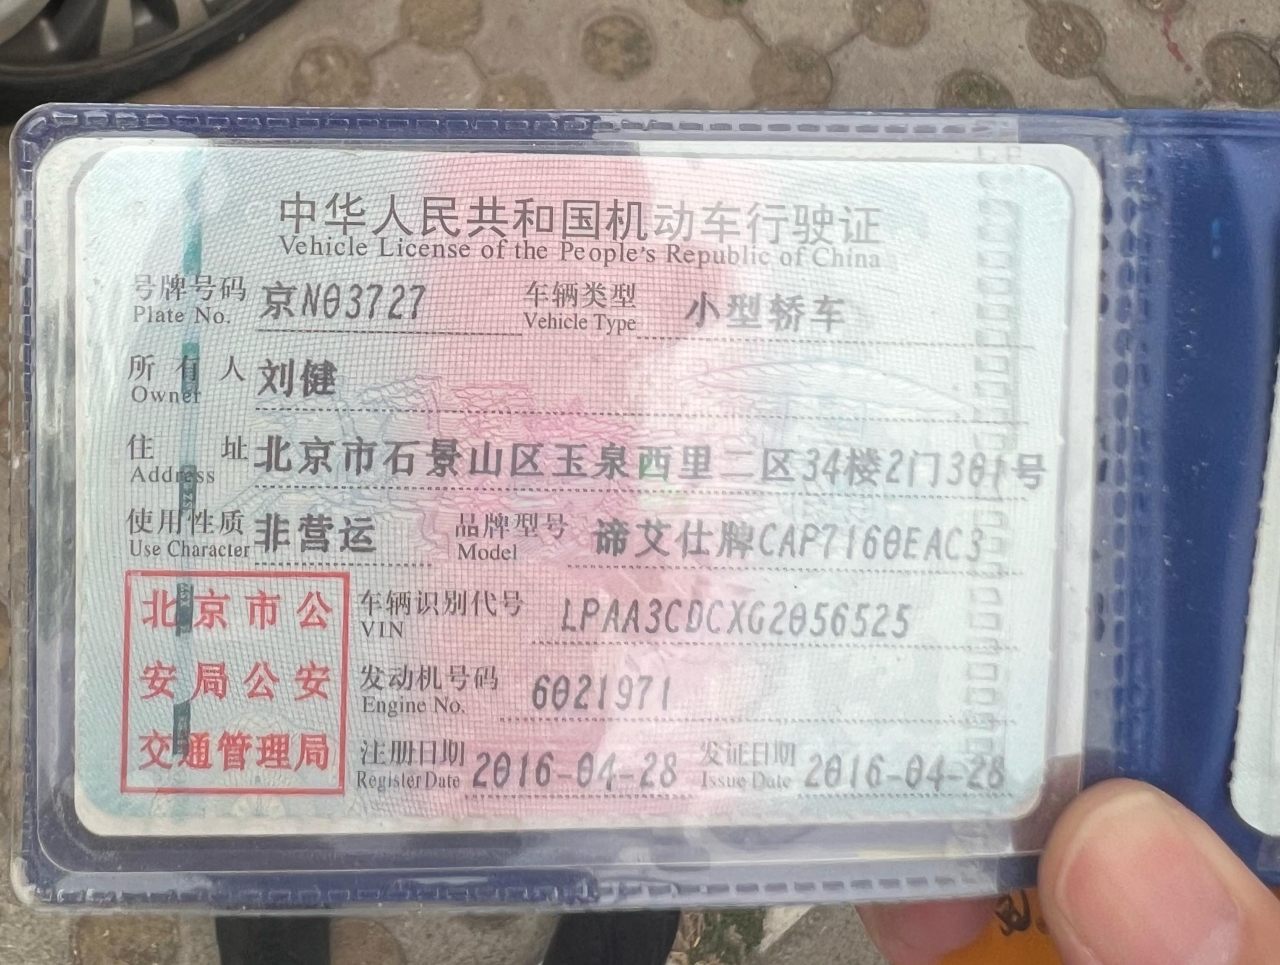 中华人民共和国机动车行驶证
Vehicle License of the People's Republic of China
号牌号码 京N03727 车辆类型 小型轿车
Plate No. Vehicle Type
所有人 刘健
Owner
住址 北京市石景山区玉泉西里二区34楼2门301号
Address
使用性质 非营运 品牌型号 谛艾仕牌CAP7160EAC3
Use Character Model
北京市公
安局公安
交通管理局
车辆识别代号 LPAA3CDCXG2056525
VIN
发动机号码 6021971
Engine No.
注册日期 2016-04-28 发证日期 2016-04-28
Register Date Issue Date